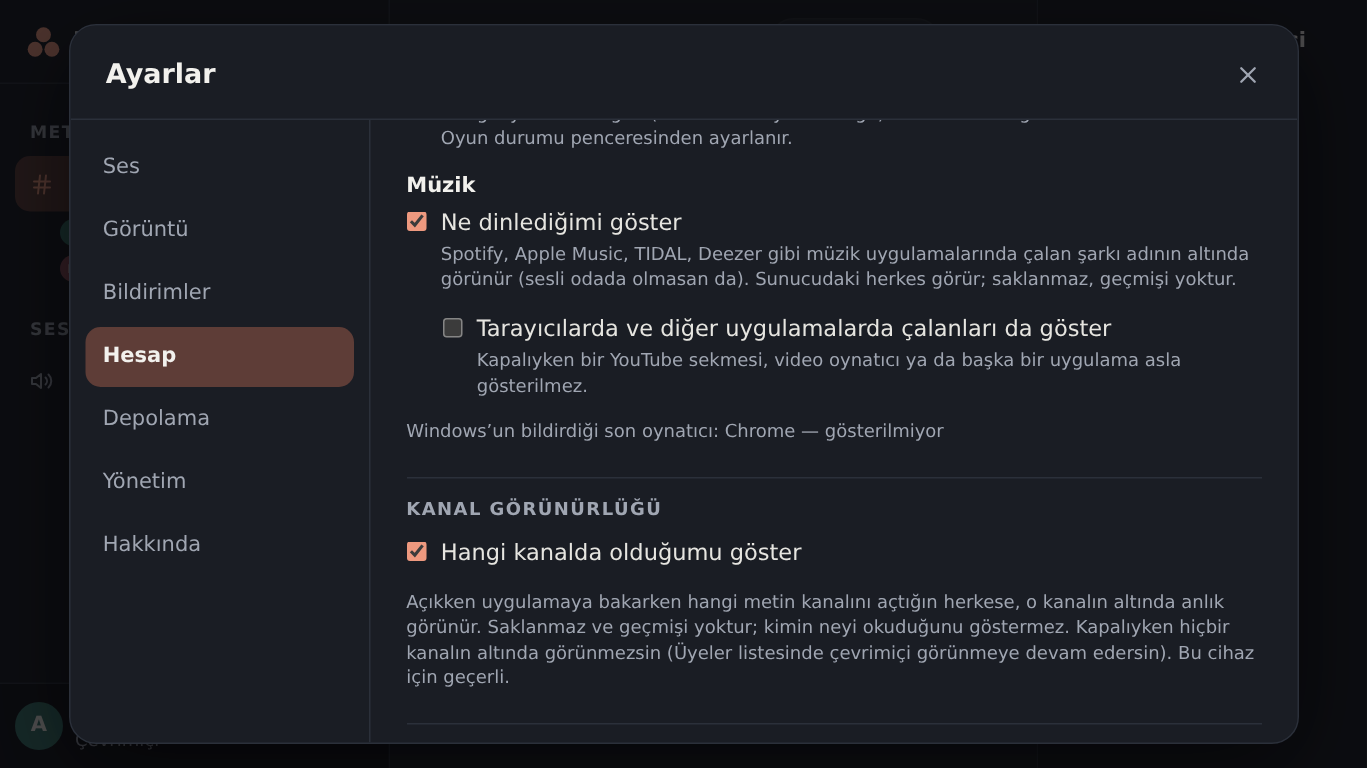 Ayarlar
MET
Ses
Görüntü
Bildirimler
Hesap
Depolama
Yönetim
Hakkında
SES
A
Oyun durumu penceresinden ayarlanır.
Müzik
Ne dinlediğimi göster
Spotify, Apple Music, TIDAL, Deezer gibi müzik uygulamalarında çalan şarkı adının altında
görünür (sesli odada olmasan da). Sunucudaki herkes görür; saklanmaz, geçmişi yoktur.
Tarayıcılarda ve diğer uygulamalarda çalanları da göster
Kapalıyken bir YouTube sekmesi, video oynatıcı ya da başka bir uygulama asla
gösterilmez.
Windows’un bildirdiği son oynatıcı: Chrome — gösterilmiyor
KANAL GÖRÜNÜRLÜĞÜ
Hangi kanalda olduğumu göster
Açıkken uygulamaya bakarken hangi metin kanalını açtığın herkese, o kanalın altında anlık
görünür. Saklanmaz ve geçmişi yoktur; kimin neyi okuduğunu göstermez. Kapalıyken hiçbir
kanalın altında görünmezsin (Üyeler listesinde çevrimiçi görünmeye devam edersin). Bu cihaz
için geçerli.